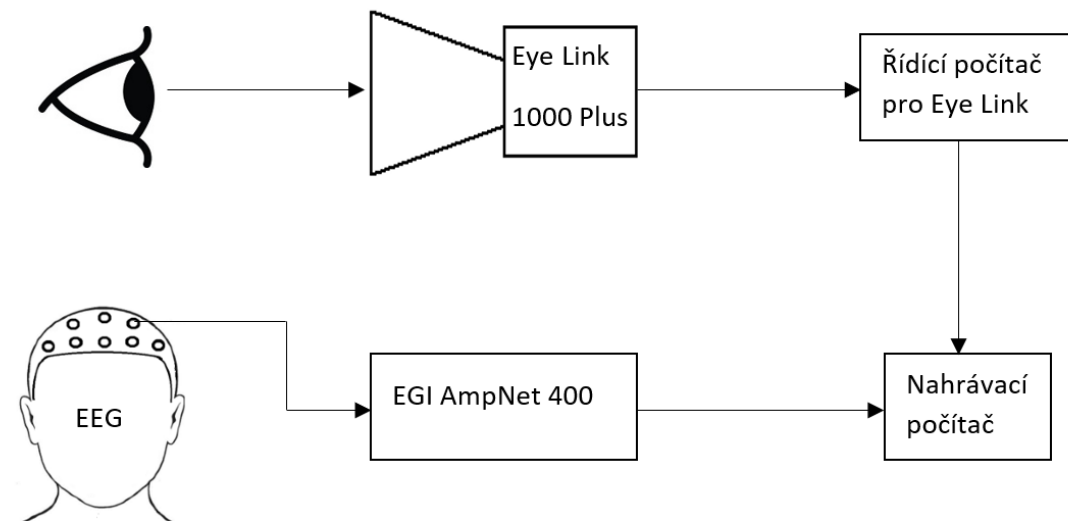 Eye Link
1000 Plus
Řídící počítač
pro Eye Link
EEG
EGI AmpNet 400
Nahrávací
počítač